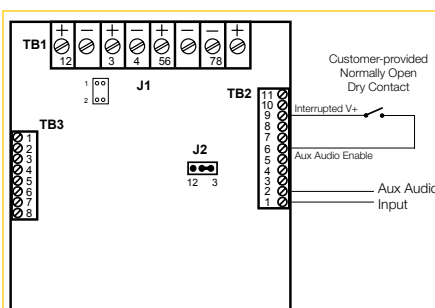 + − + − + − − +
TB1
12 3 4 56 78
Customer-provided
Normally Open
Dry Contact
1
2
J1
TB2
11
10
9
8
7
6
5
4
3
2
1
Interrupted V+
Aux Audio Enable
Aux Audio
Input
TB3
1
2
3
4
5
6
7
8
J2
12 3